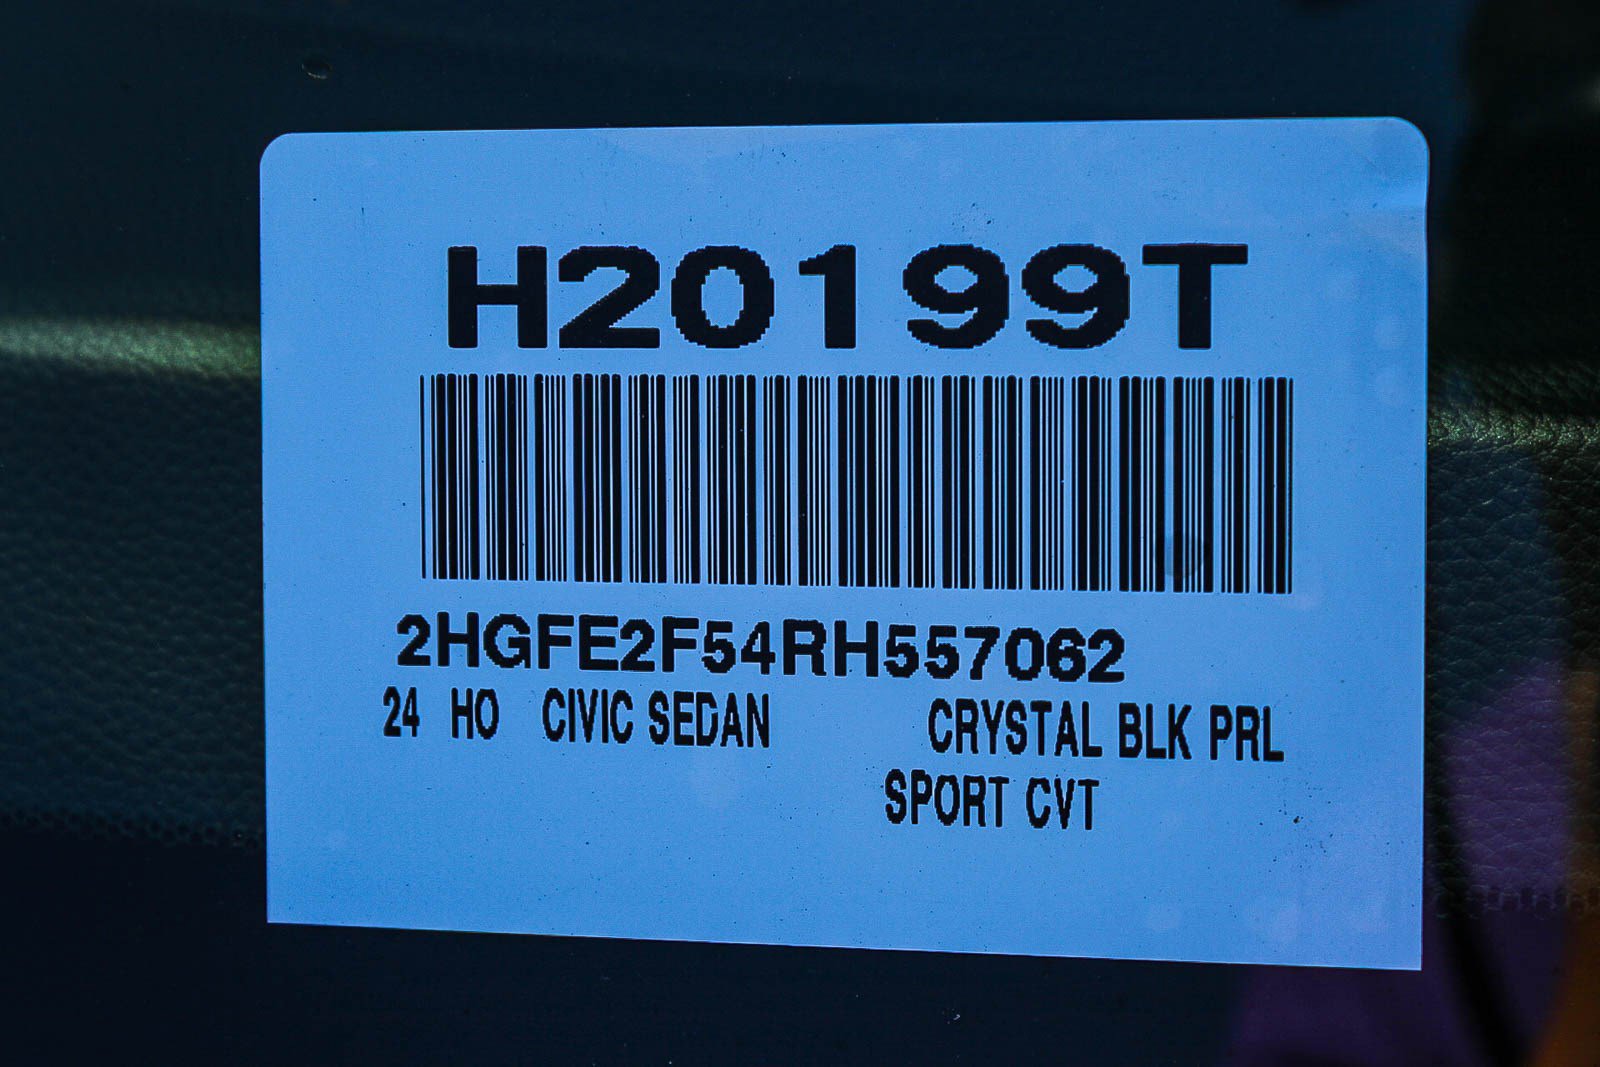 H20199T
2HGFE2F54RH557062
24 HO CIVIC SEDAN CRYSTAL BLK PRL
SPORT CVT